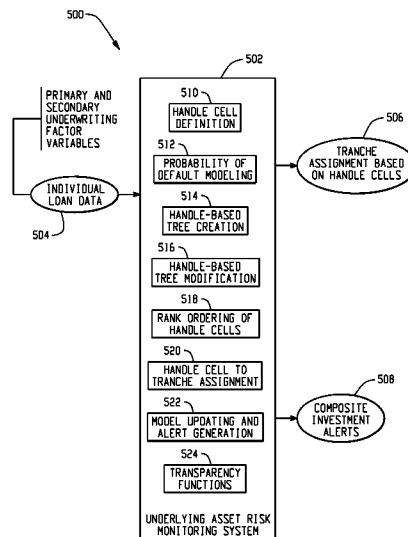 500
502
PRIMARY AND
SECONDARY
UNDERWRITING
FACTOR
VARIABLES
INDIVIDUAL
LOAN DATA
504
510
HANDLE CELL
DEFINITION
512
PROBABILITY OF
DEFAULT MODELING
514
HANDLE-BASED
TREE CREATION
516
HANDLE-BASED
TREE MODIFICATION
518
RANK ORDERING OF
HANDLE CELLS
520
HANDLE CELL TO
TRANCHE ASSIGNMENT
522
MODEL UPDATING AND
ALERT GENERATION
524
TRANSPARENCY
FUNCTIONS
UNDERLYING ASSET RISK
MONITORING SYSTEM
506
TRANCHE
ASSIGNMENT BASED
ON HANDLE CELLS
508
COMPOSITE
INVESTMENT
ALERTS